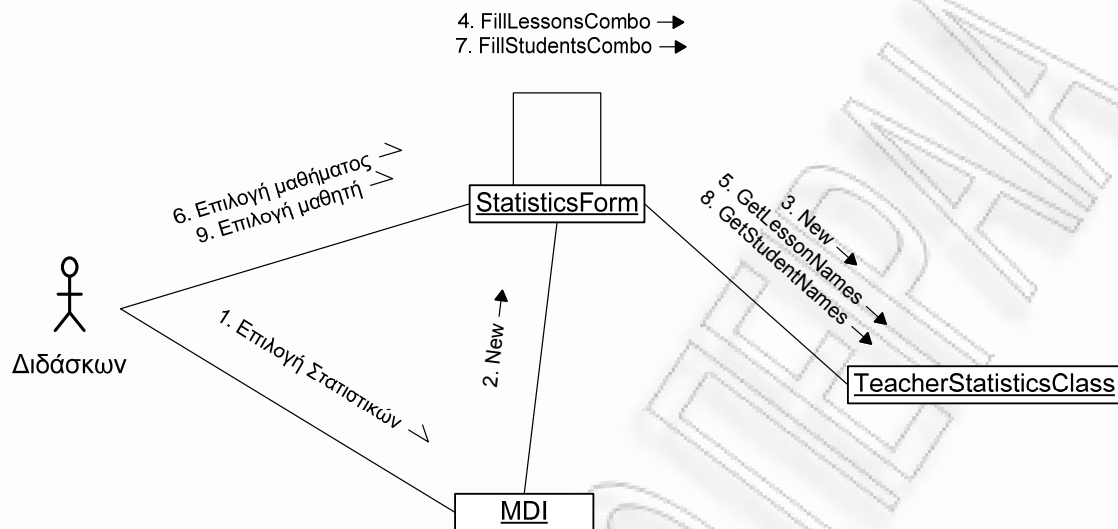 4. FillLessonsCombo
7. FillStudentsCombo
6. Επιλογή μαθήματος
9. Επιλογή μαθητή
StatisticsForm
3. New
5. GetLessonNames
8. GetStudentNames
1. Επιλογή Στατιστικών
2. New
Διδάσκων
TeacherStatisticsClass
MDI